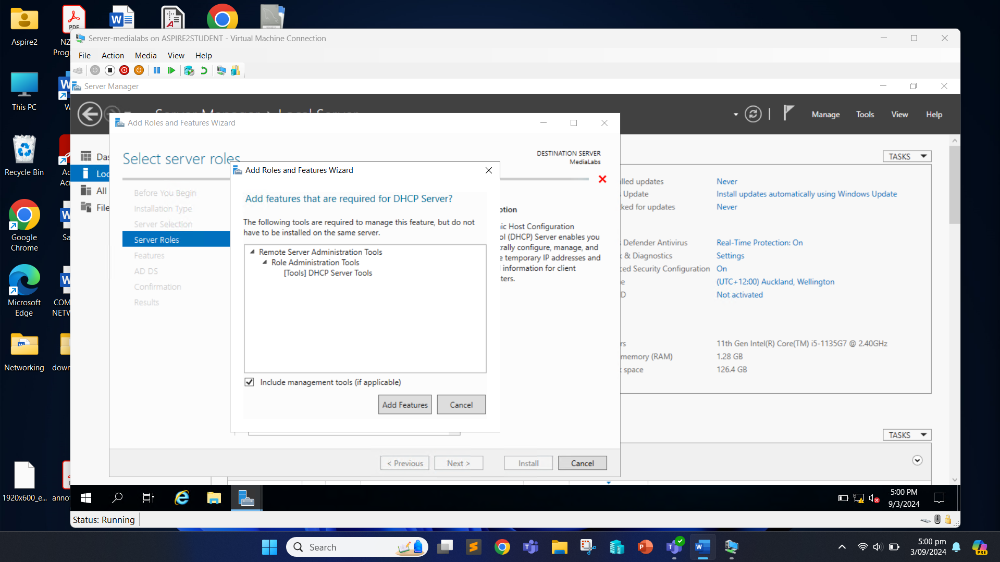 Aspire2
PDF
NZ
Progr
This PC
W
Recycle Bin
Ad
Acr
Google
Chrome
Sa
Microsoft
Edge
COM
NETW
Networking
down
1920x600_e...
annot
Server-medialabs on ASPIRE2STUDENT - Virtual Machine Connection
File Action Media View Help
Server Manager
Manage Tools View Help
Das
Loc
All
File
Add Roles and Features Wizard
Select server roles
DESTINATION SERVER
MediaLabs
Before You Begin
Installation Type
Server Selection
Server Roles
Features
AD DS
Confirmation
Results
Add Roles and Features Wizard
Add features that are required for DHCP Server?
The following tools are required to manage this feature, but do not
have to be installed on the same server.
Remote Server Administration Tools
Role Administration Tools
[Tools] DHCP Server Tools
Include management tools (if applicable)
Add Features Cancel
ption
ic Host Configuration
ol (DHCP) Server enables you
rally configure, manage, and
e temporary IP addresses and
information for client
ters.
< Previous Next > Install Cancel
TASKS
lled updates Never
Update Install updates automatically using Windows Update
ked for updates Never
Defender Antivirus Real-Time Protection: On
k & Diagnostics Settings
ced Security Configuration On
e (UTC+12:00) Auckland, Wellington
D Not activated
rs 11th Gen Intel(R) Core(TM) i5-1135G7 @ 2.40GHz
memory (RAM) 1.28 GB
k space 126.4 GB
TASKS
5:00 PM
9/3/2024
Status: Running
Search
5:00 pm
3/09/2024
PRE